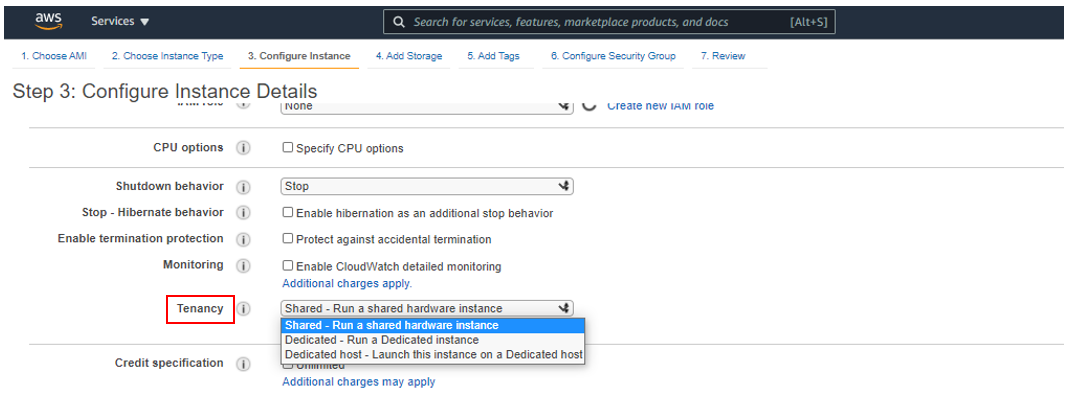 aws Services Search for services, features, marketplace products, and docs [Alt+S]
1. Choose AMI 2. Choose Instance Type 3. Configure Instance 4. Add Storage 5. Add Tags 6. Configure Security Group 7. Review
Step 3: Configure Instance Details
IAM role i None Create new IAM role
CPU options i Specify CPU options
Shutdown behavior i Stop
Stop - Hibernate behavior i Enable hibernation as an additional stop behavior
Enable termination protection i Protect against accidental termination
Monitoring i Enable CloudWatch detailed monitoring
Additional charges apply.
Tenancy i Shared - Run a shared hardware instance
Shared - Run a shared hardware instance
Dedicated - Run a Dedicated instance
Dedicated host - Launch this instance on a Dedicated host
Credit specification i Unlimited
Additional charges may apply